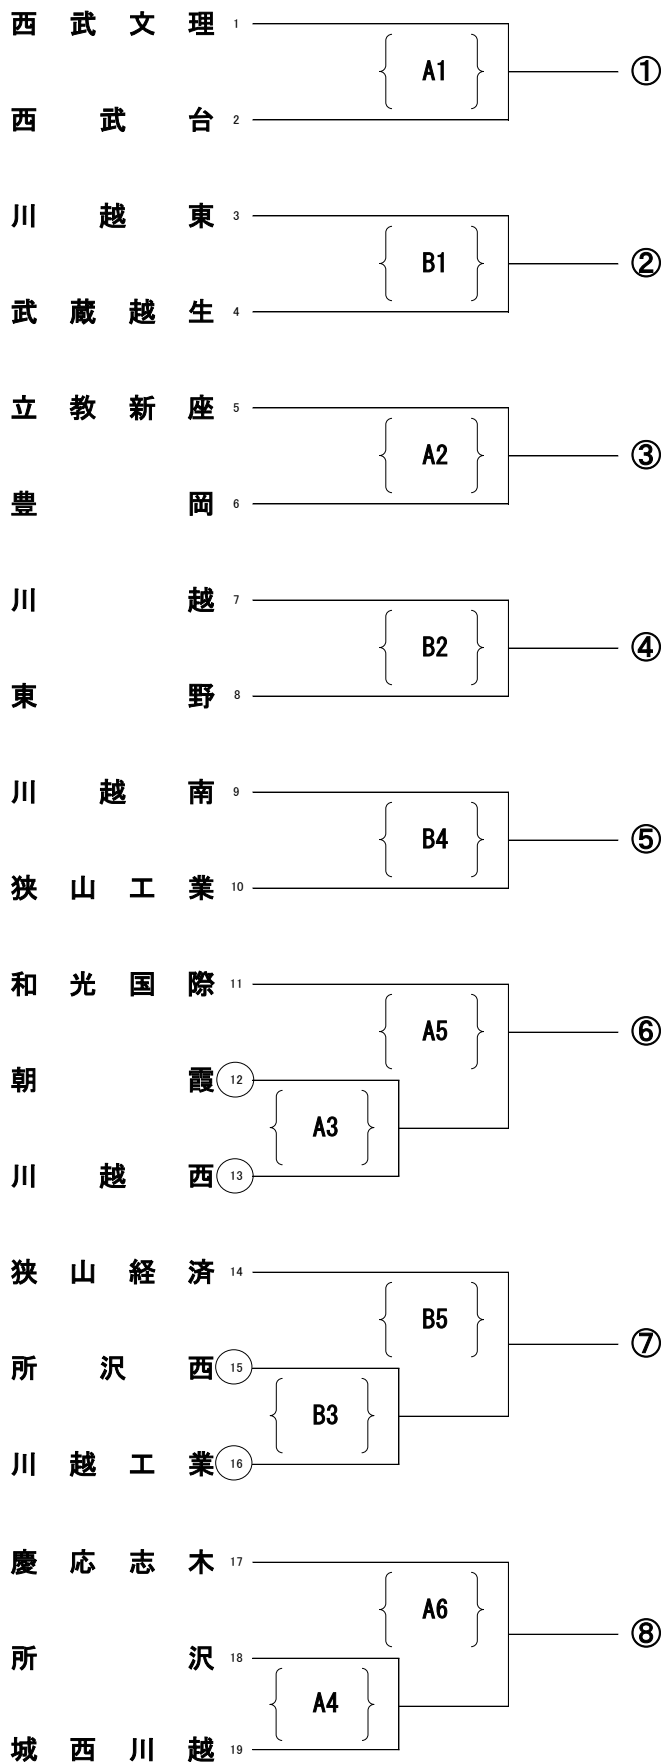 西武文理 1
A1 ①
西武台 2
川越東 3
B1 ②
武蔵越生 4
立教新座 5
A2 ③
豊岡 6
川越 7
B2 ④
東野 8
川越南 9
B4 ⑤
狭山工業 10
和光国際 11
A5 ⑥
朝霞 12
A3
川越西 13
狭山経済 14
B5 ⑦
所沢西 15
B3
川越工業 16
慶応志木 17
A6 ⑧
所沢 18
A4
城西川越 19